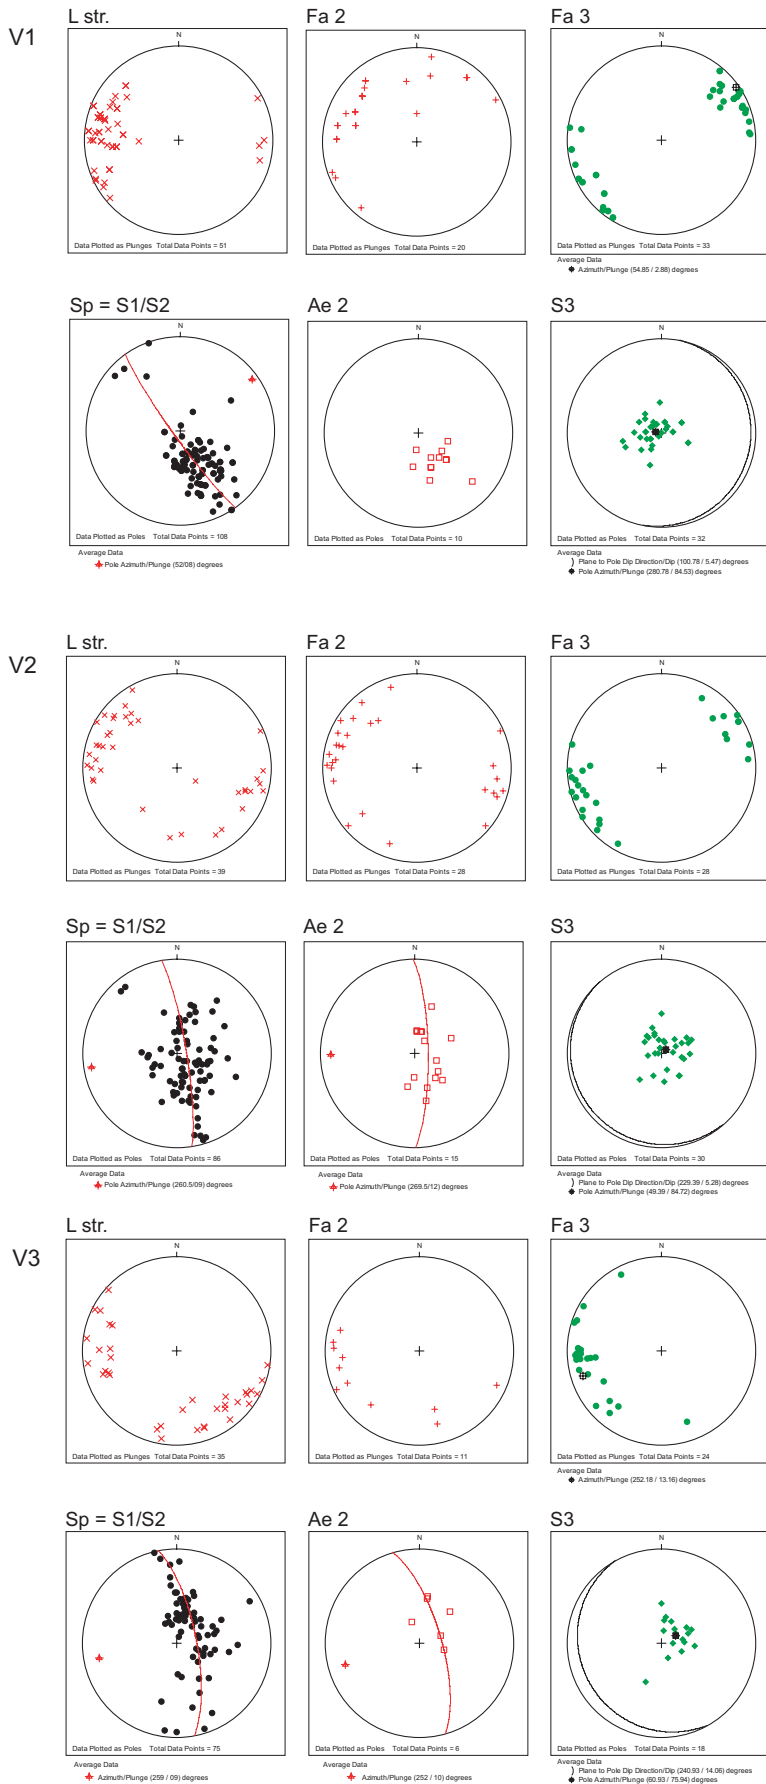 V1
L str.
Fa 2
Fa 3
N
N
N
Data Plotted as Plunges Total Data Points = 51
Data Plotted as Plunges Total Data Points = 20
Data Plotted as Plunges Total Data Points = 33
Average Data
Azimuth/Plunge (54.85 / 2.88) degrees
Sp = S1/S2
Ae 2
S3
N
N
N
Data Plotted as Poles Total Data Points = 108
Data Plotted as Poles Total Data Points = 10
Data Plotted as Poles Total Data Points = 32
Average Data
Pole Azimuth/Plunge (52/08) degrees
Average Data
Plane to Pole Dip Direction/Dip (100.78 / 5.47) degrees
Pole Azimuth/Plunge (280.78 / 84.53) degrees
V2
L str.
Fa 2
Fa 3
N
N
N
Data Plotted as Plunges Total Data Points = 39
Data Plotted as Plunges Total Data Points = 28
Data Plotted as Plunges Total Data Points = 28
Sp = S1/S2
Ae 2
S3
N
N
N
Data Plotted as Poles Total Data Points = 86
Data Plotted as Poles Total Data Points = 15
Data Plotted as Poles Total Data Points = 30
Average Data
Pole Azimuth/Plunge (260.5/09) degrees
Average Data
Pole Azimuth/Plunge (269.5/12) degrees
Average Data
Plane to Pole Dip Direction/Dip (229.39 / 5.28) degrees
Pole Azimuth/Plunge (49.39 / 84.72) degrees
V3
L str.
Fa 2
Fa 3
N
N
N
Data Plotted as Plunges Total Data Points = 35
Data Plotted as Plunges Total Data Points = 11
Data Plotted as Plunges Total Data Points = 24
Average Data
Azimuth/Plunge (252.18 / 13.16) degrees
Sp = S1/S2
Ae 2
S3
N
N
N
Data Plotted as Poles Total Data Points = 75
Data Plotted as Poles Total Data Points = 6
Data Plotted as Poles Total Data Points = 18
Average Data
Azimuth/Plunge (259 / 09) degrees
Average Data
Azimuth/Plunge (252 / 10) degrees
Average Data
Plane to Pole Dip Direction/Dip (240.93 / 14.06) degrees
Pole Azimuth/Plunge (60.93 / 75.94) degrees